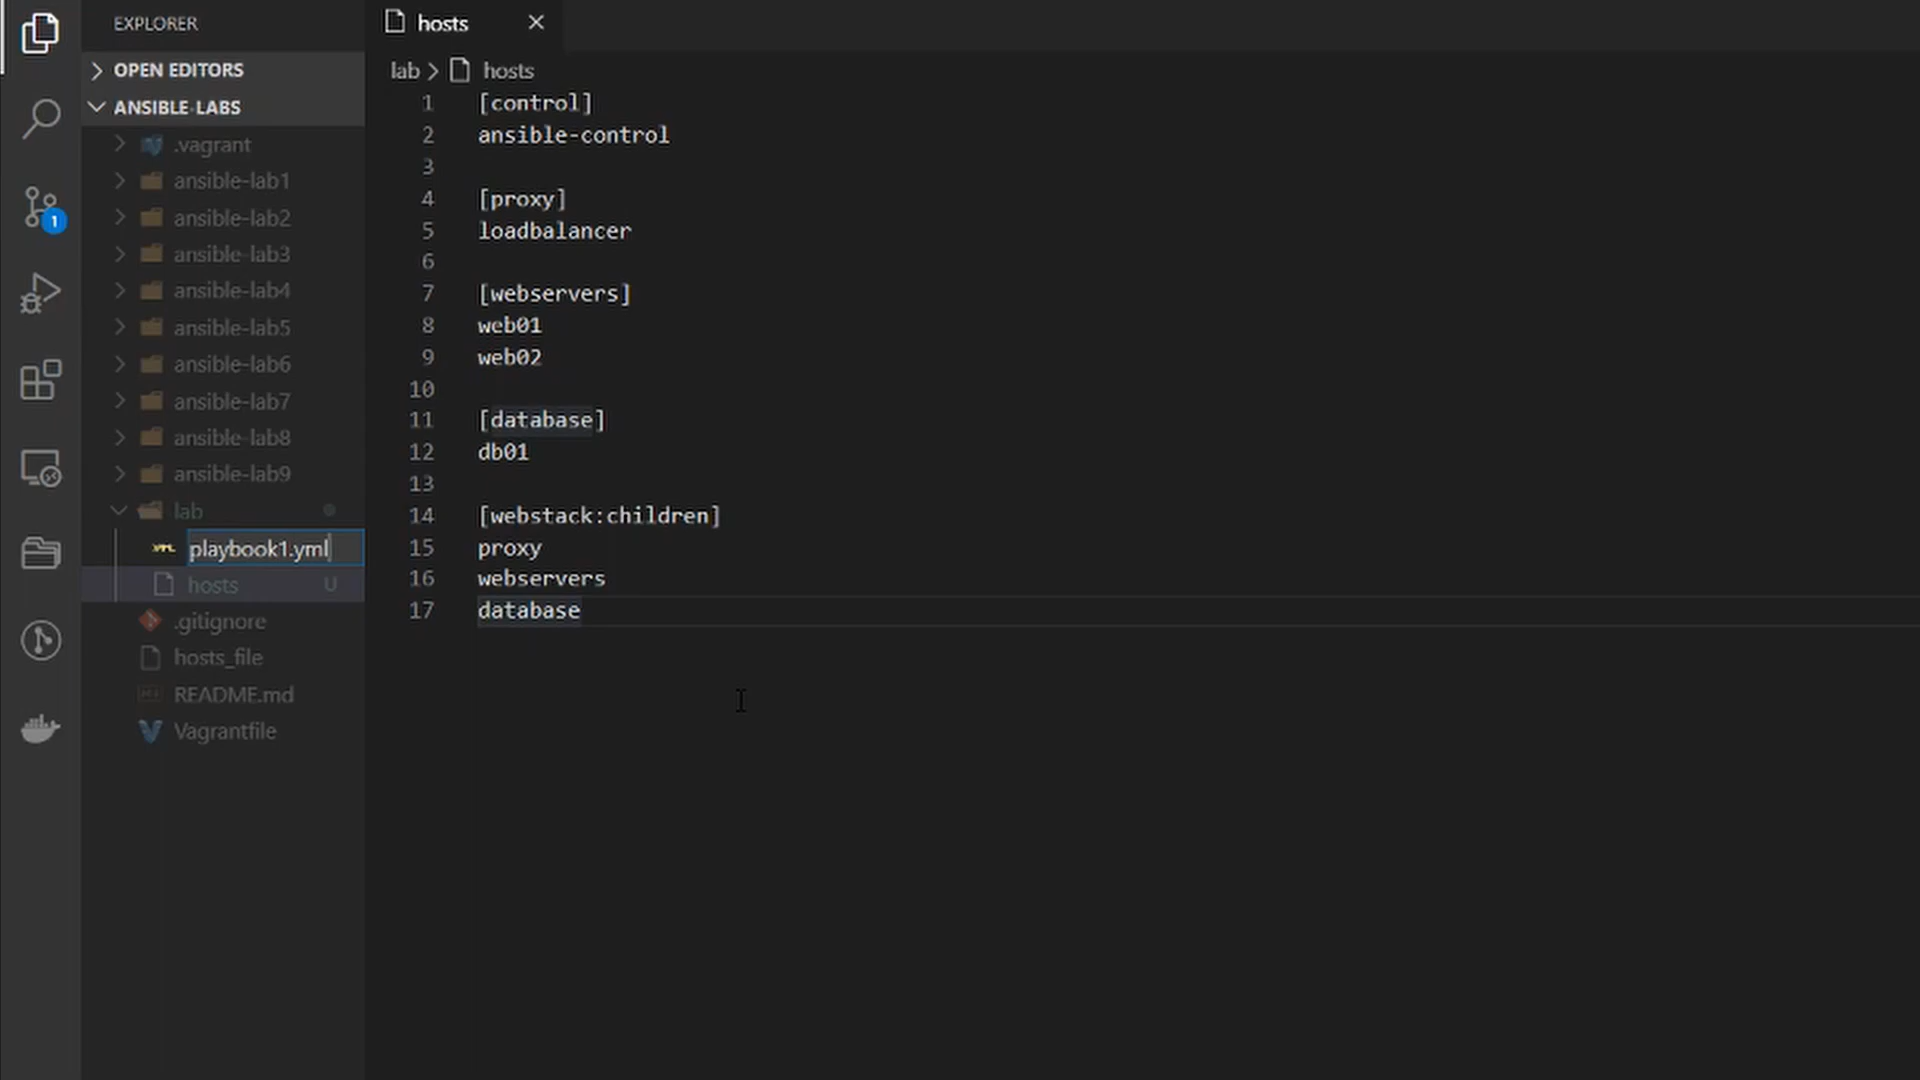 EXPLORER
OPEN EDITORS
ANSIBLE-LABS
.vagrant
ansible-lab1
ansible-lab2
ansible-lab3
ansible-lab4
ansible-lab5
ansible-lab6
ansible-lab7
ansible-lab8
ansible-lab9
lab
YML playbook1.yml
hosts U
.gitignore
hosts_file
README.md
Vagrantfile
1
hosts
lab > hosts
1 [control]
2 ansible-control
3
4 [proxy]
5 loadbalancer
6
7 [webservers]
8 web01
9 web02
10
11 [database]
12 db01
13
14 [webstack:children]
15 proxy
16 webservers
17 database